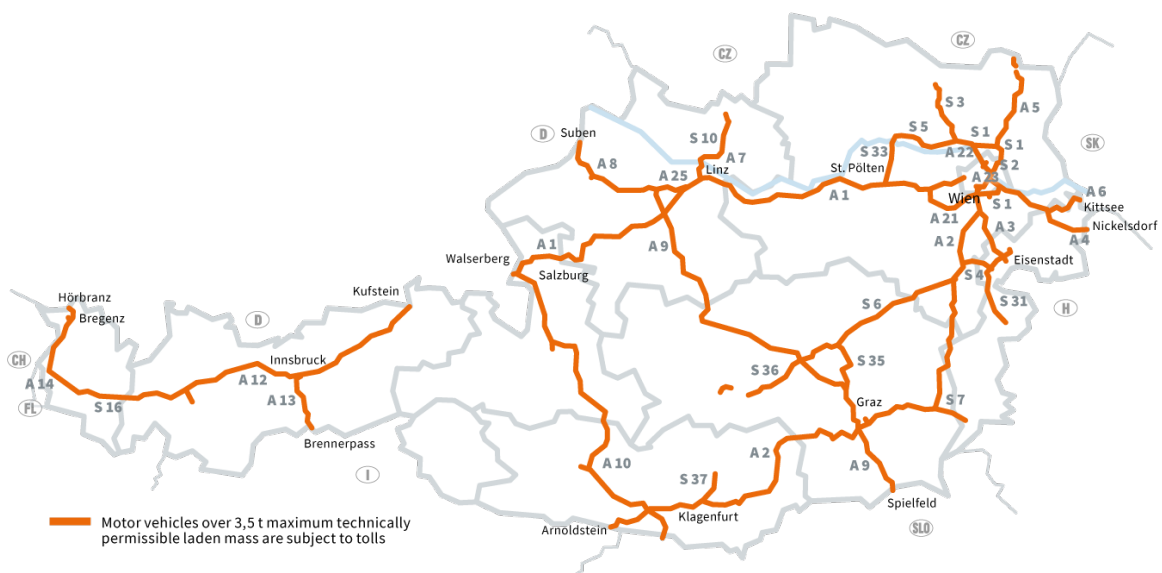 CZ
CZ
D
Suben
S 10
A 7
S 3
A 5
S 5
S 1
S 1
S 33
A 22
S 2
SK
A 8
A 25
Linz
St. Pölten
A 23
A 1
Wien
S 1
A 6
Kittsee
A 21
A 3
Nickelsdorf
A 4
A 1
A 9
A 2
Walserberg
Salzburg
Eisenstadt
S 4
Kufstein
S 6
S 31
H
Hörbranz
Bregenz
D
CH
Innsbruck
S 35
S 36
A 14
A 12
FL
S 16
A 13
Graz
S 7
Brennerpass
I
A 10
A 2
A 9
S 37
Spielfeld
Klagenfurt
Arnoldstein
SLO
Motor vehicles over 3,5 t maximum technically
permissible laden mass are subject to tolls